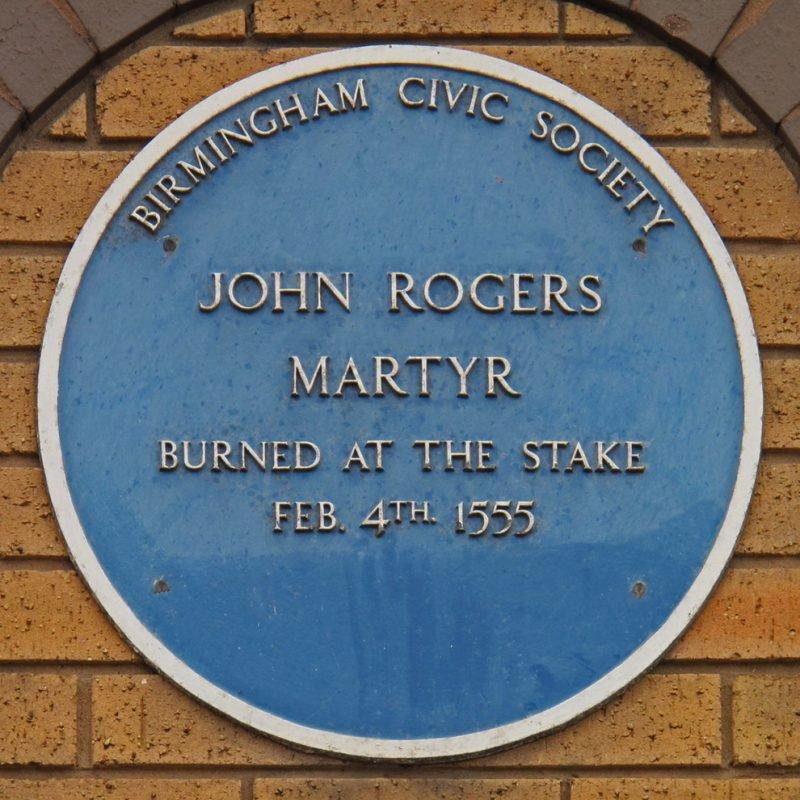 BIRMINGHAM CIVIC SOCIETY
JOHN ROGERS
MARTYR
BURNED AT THE STAKE
FEB. 4TH. 1555